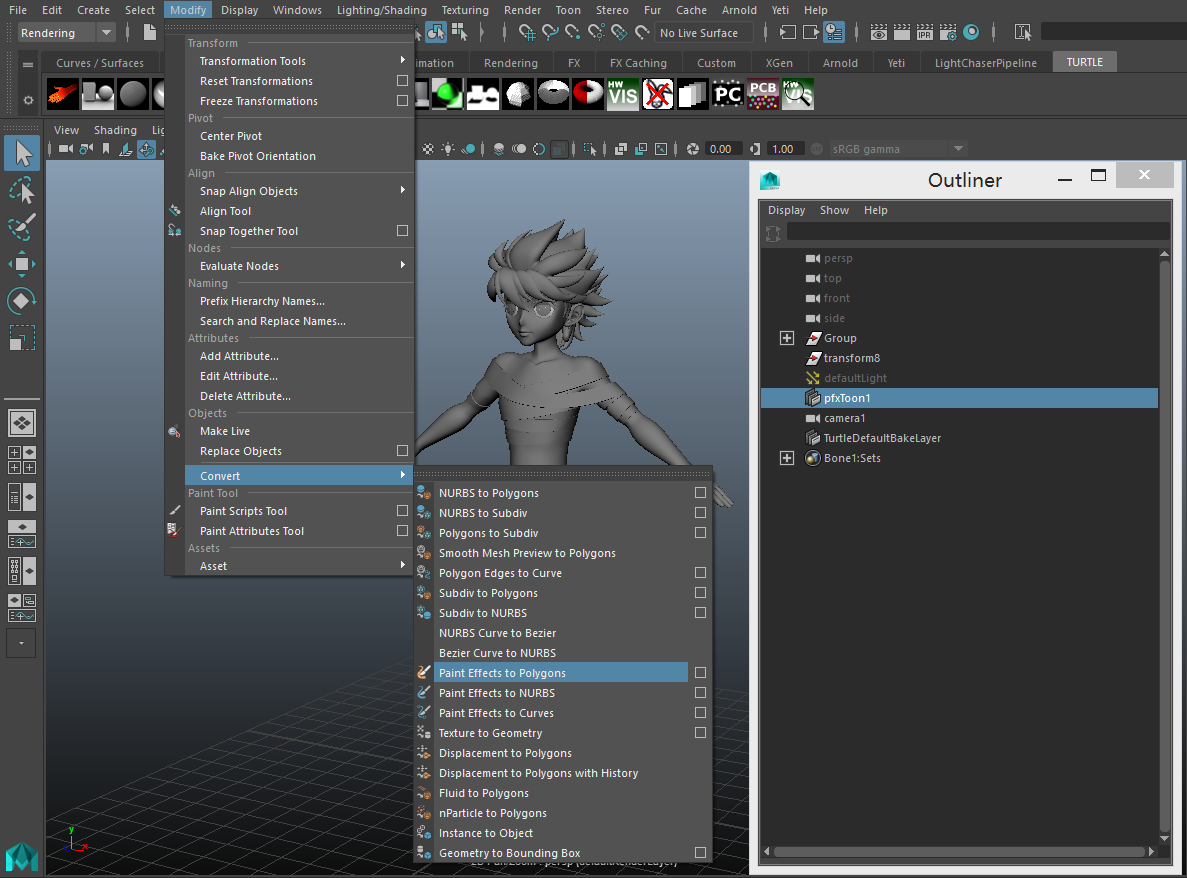 File Edit Create Select Modify Display Windows Lighting/Shading Texturing Render Toon Stereo Fur Cache Arnold Yeti Help
Rendering
No Live Surface
IPR
Curves / Surfaces
Rendering FX FX Caching Custom XGen Arnold Yeti LightChaserPipeline TURTLE
HW VIS
PC
PCB
HW
View Shading
0.00
1.00
sRGB gamma
Transform
Transformation Tools
Reset Transformations
Freeze Transformations
Pivot
Center Pivot
Bake Pivot Orientation
Align
Snap Align Objects
Align Tool
Snap Together Tool
Nodes
Evaluate Nodes
Naming
Prefix Hierarchy Names...
Search and Replace Names...
Attributes
Add Attribute...
Edit Attribute...
Delete Attribute...
Objects
Make Live
Replace Objects
Convert
Paint Tool
Paint Scripts Tool
Paint Attributes Tool
Assets
Asset
NURBS to Polygons
NURBS to Subdiv
Polygons to Subdiv
Smooth Mesh Preview to Polygons
Polygon Edges to Curve
Subdiv to Polygons
Subdiv to NURBS
NURBS Curve to Bezier
Bezier Curve to NURBS
Paint Effects to Polygons
Paint Effects to NURBS
Paint Effects to Curves
Texture to Geometry
Displacement to Polygons
Displacement to Polygons with History
Fluid to Polygons
nParticle to Polygons
Instance to Object
Geometry to Bounding Box
y
Outliner
Display Show Help
persp
top
front
side
Group
transform8
defaultLight
pfxToon1
camera1
TurtleDefaultBakeLayer
Bone1:Sets